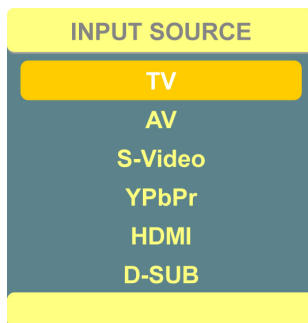 INPUT SOURCE
TV
AV
S-Video
YPbPr
HDMI
D-SUB